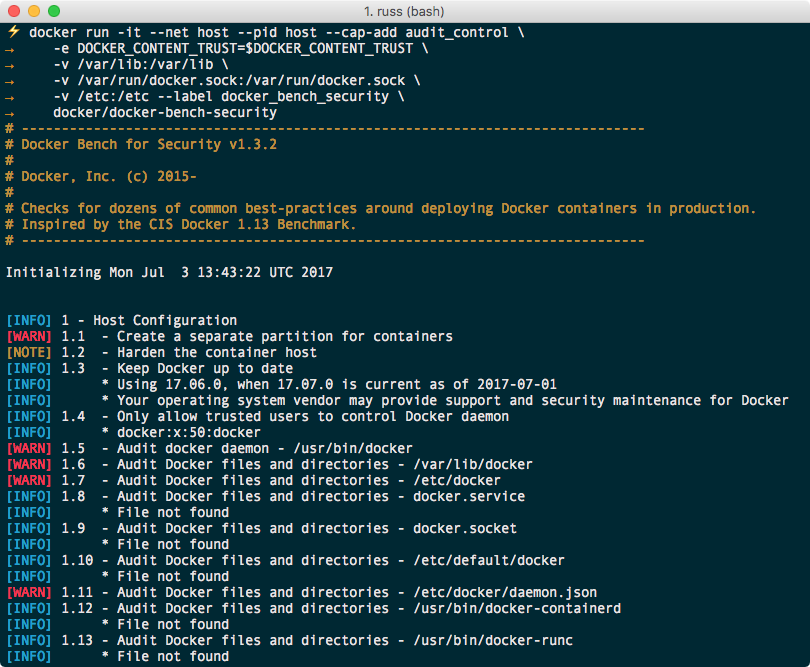 1. russ (bash)
⚡ docker run -it --net host --pid host --cap-add audit_control \
→ -e DOCKER_CONTENT_TRUST=$DOCKER_CONTENT_TRUST \
→ -v /var/lib:/var/lib \
→ -v /var/run/docker.sock:/var/run/docker.sock \
→ -v /etc:/etc --label docker_bench_security \
→ docker/docker-bench-security
# ------------------------------------------------------------------------------
# Docker Bench for Security v1.3.2
#
# Docker, Inc. (c) 2015-
#
# Checks for dozens of common best-practices around deploying Docker containers in production.
# Inspired by the CIS Docker 1.13 Benchmark.
# ------------------------------------------------------------------------------
Initializing Mon Jul  3 13:43:22 UTC 2017
[INFO] 1 - Host Configuration
[WARN] 1.1  - Create a separate partition for containers
[NOTE] 1.2  - Harden the container host
[INFO] 1.3  - Keep Docker up to date
[INFO]      * Using 17.06.0, when 17.07.0 is current as of 2017-07-01
[INFO]      * Your operating system vendor may provide support and security maintenance for Docker
[INFO] 1.4  - Only allow trusted users to control Docker daemon
[INFO]      * docker:x:50:docker
[WARN] 1.5  - Audit docker daemon - /usr/bin/docker
[WARN] 1.6  - Audit Docker files and directories - /var/lib/docker
[WARN] 1.7  - Audit Docker files and directories - /etc/docker
[INFO] 1.8  - Audit Docker files and directories - docker.service
[INFO]      * File not found
[INFO] 1.9  - Audit Docker files and directories - docker.socket
[INFO]      * File not found
[INFO] 1.10 - Audit Docker files and directories - /etc/default/docker
[INFO]      * File not found
[WARN] 1.11 - Audit Docker files and directories - /etc/docker/daemon.json
[INFO] 1.12 - Audit Docker files and directories - /usr/bin/docker-containerd
[INFO]      * File not found
[INFO] 1.13 - Audit Docker files and directories - /usr/bin/docker-runc
[INFO]      * File not found